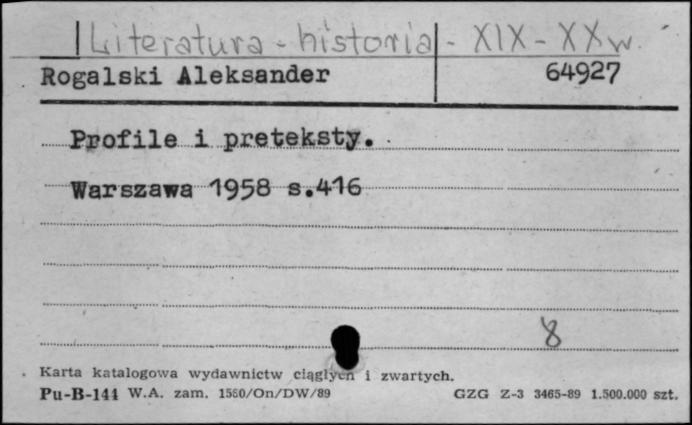 Literatura - historia - XIX - XX w.
Rogalski Aleksander 64927
Profile i preteksty.
Warszawa 1958 s.416
8
Karta katalogowa wydawnictw ciągłych i zwartych.
Pu-B-144 W.A. zam. 1560/On/DW/89 GZG Z-3 3465-89 1.500.000 szt.